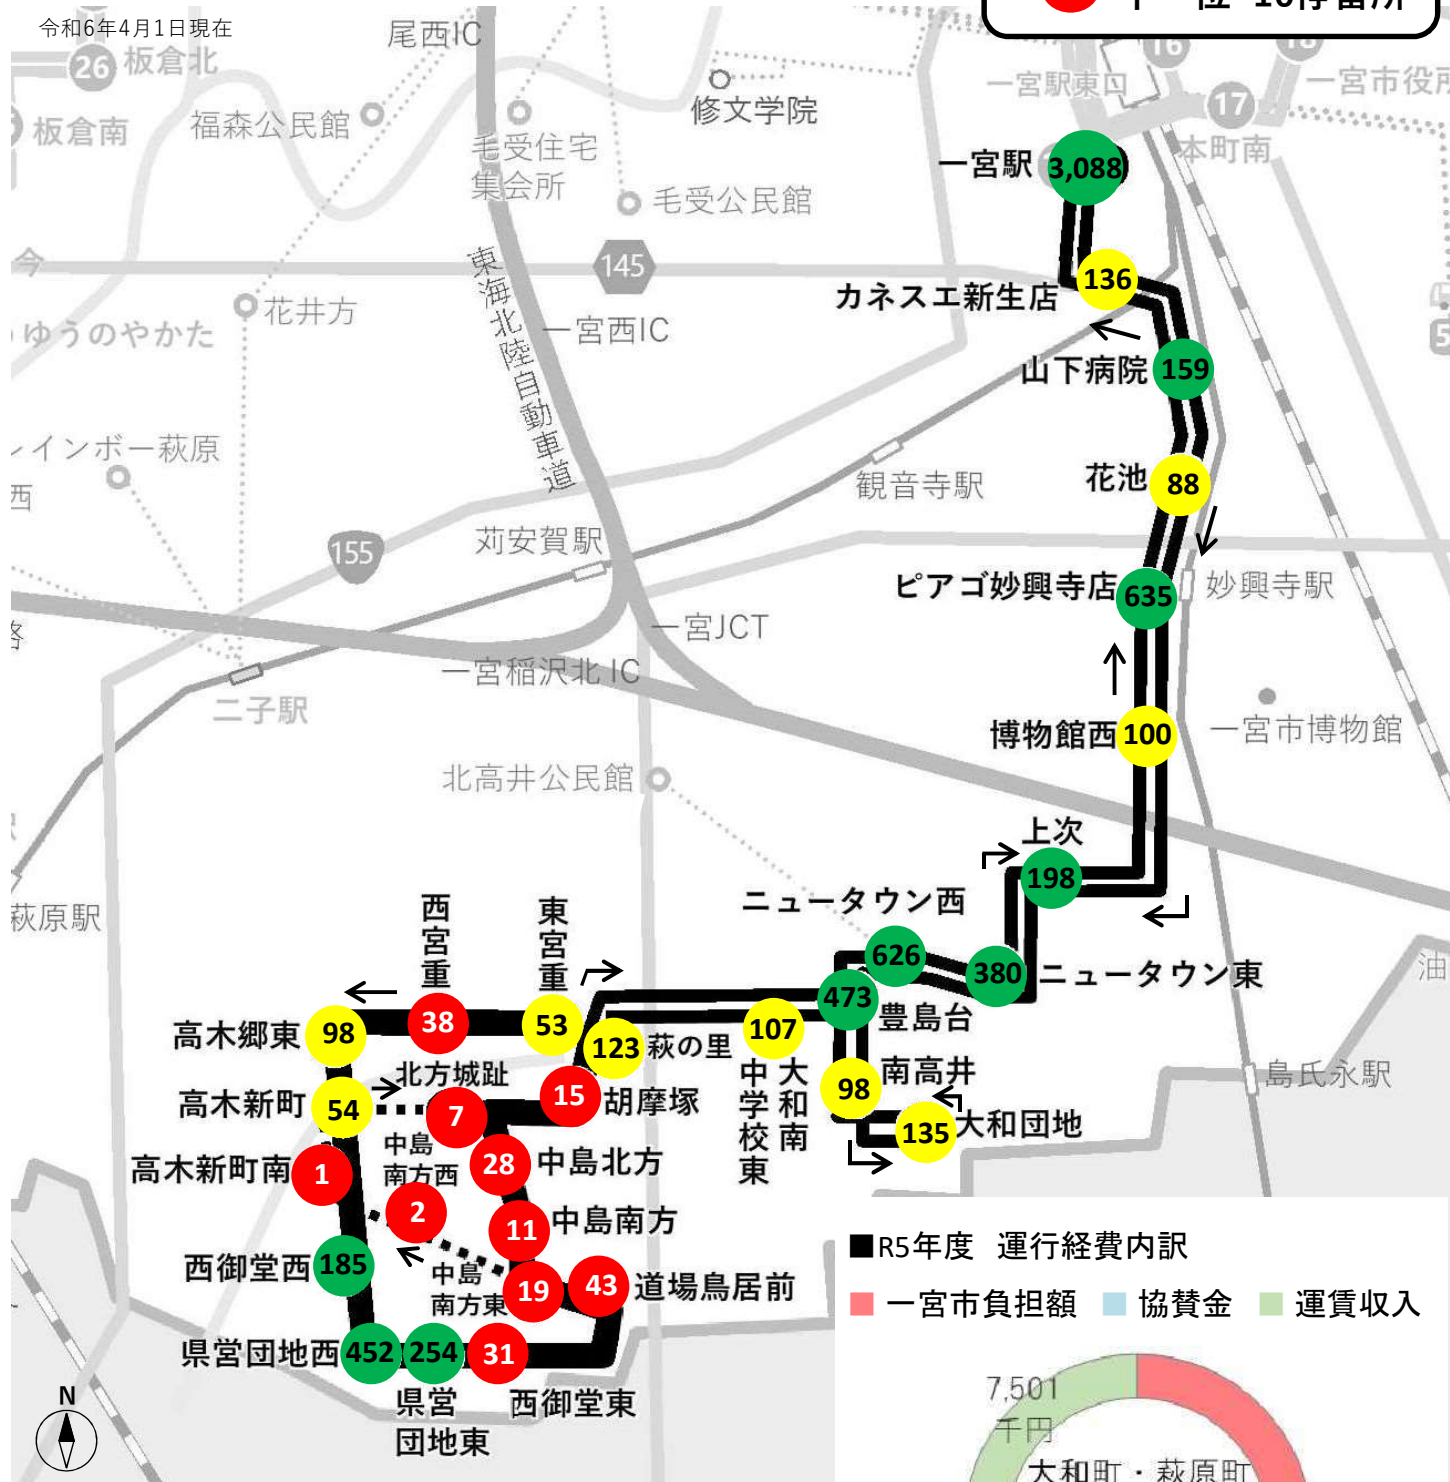 令和6年4月1日現在
尾西IC
位 10停留所
26
板倉北
16
18
一宮駅東口
一宮市役所
17
板倉南
福森公民館
修文学院
毛受住宅
集会所
本町南
一宮駅
3,088
毛受公民館
145
今
136
カネスエ新生店
花井方
ゆうのやかた
東海北陸自動車道
一宮西IC
5
山下病院
159
レインボー萩原
西
花池
88
観音寺駅
155
苅安賀駅
ピアゴ妙興寺店
635
妙興寺駅
一宮JCT
一宮稲沢北IC
二子駅
博物館西
100
一宮市博物館
北高井公民館
上次
198
ニュータウン西
萩原駅
西宮重
東宮重
626
380
ニュータウン東
油
473
豊島台
高木郷東
98
38
53
123
萩の里
107
大和南
中学校東
北方城趾
南高井
98
島氏永駅
高木新町
54
7
15
胡摩塚
135
大和団地
中島
南方西
28
中島北方
高木新町南
1
2
11
中島南方
西御堂西
185
中島
南方東
19
43
道場鳥居前
■R5年度 運行経費内訳
一宮市負担額
協賛金
運賃収入
県営団地西
452
254
31
県営
団地東
西御堂東
N
7,501
千円
大和町・萩原町